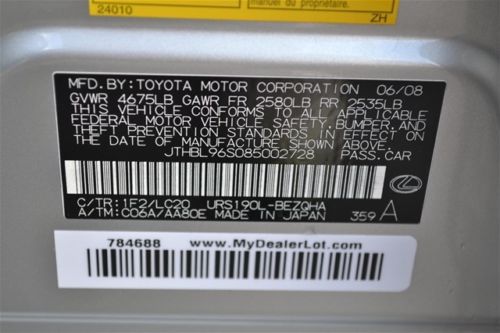 manu du propriétaire.
24010
ZH
MFD. BY: TOYOTA MOTOR CORPORATION 06/08
GVWR 4675LB GAWR FR 2580LB RR 2535LB
THIS VEHICLE CONFORMS TO ALL APPLICABLE
FEDERAL MOTOR VEHICLE SAFETY, BUMPER, AND
THEFT PREVENTION STANDARDS IN EFFECT ON
THE DATE OF MANUFACTURE SHOWN ABOVE.
JTHBL96S085002728 PASS.CAR
C/TR: 1F2/LC20 URS190L-BEZQHA
A/TM: C06A/AA80E MADE IN JAPAN 359 A
LEXUS
784688 www.MyDealerLot.com